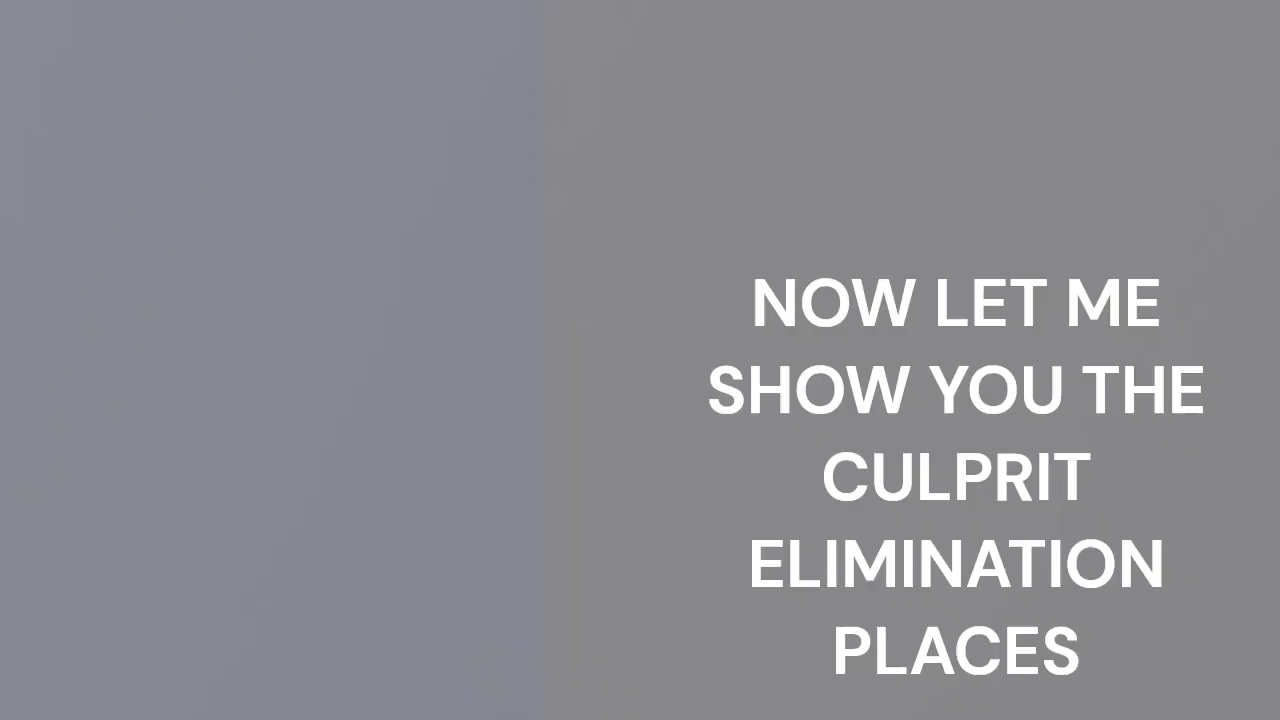 NOW LET ME
SHOW YOU THE
CULPRIT
ELIMINATION
PLACES